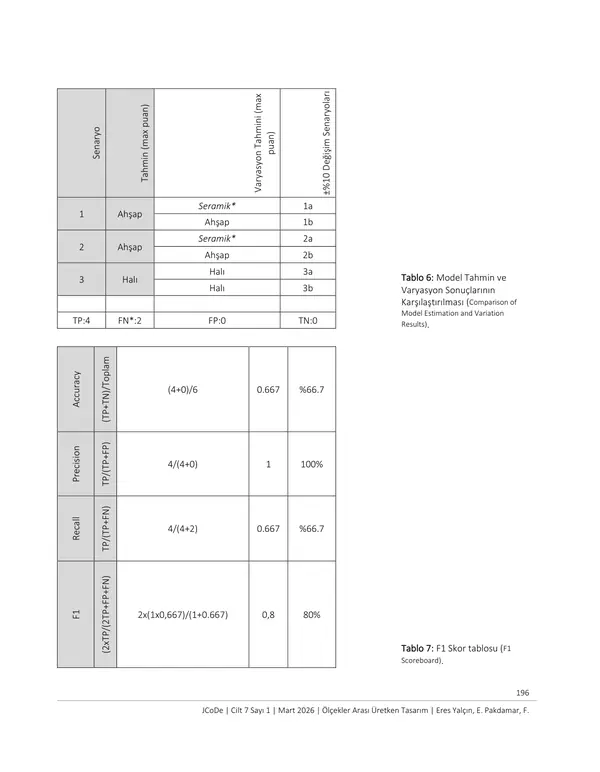 Senaryo
Tahmin (max puan)
Varyasyon Tahmini (max
puan)
±%10 Değişim Senaryoları
1
Ahşap
Seramik*
1a
Ahşap
1b
2
Ahşap
Seramik*
2a
Ahşap
2b
3
Halı
Halı
3a
Halı
3b
TP:4
FN*:2
FP:0
TN:0
Tablo 6: Model Tahmin ve
Varyasyon Sonuçlarının
Karşılaştırılması (Comparison of
Model Estimation and Variation
Results).
Accuracy
(TP+TN)/Toplam
(4+0)/6
0.667
%66.7
Precision
TP/(TP+FP)
4/(4+0)
1
100%
Recall
TP/(TP+FN)
4/(4+2)
0.667
%66.7
F1
(2xTP/(2TP+FP+FN)
2x(1x0,667)/(1+0.667)
0,8
80%
Tablo 7: F1 Skor tablosu (F1
Scoreboard).
196
JCoDe | Cilt 7 Sayı 1 | Mart 2026 | Ölçekler Arası Üretken Tasarım | Eres Yalçın, E. Pakdamar, F.